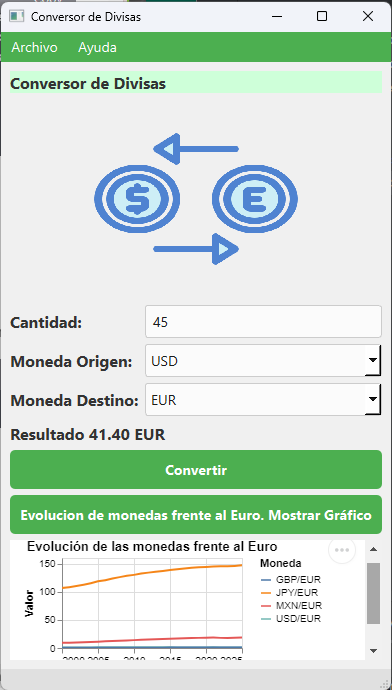 Conversor de Divisas
Archivo Ayuda
Conversor de Divisas
$ E
Cantidad: 45
Moneda Origen: USD
Moneda Destino: EUR
Resultado 41.40 EUR
Convertir
Evolucion de monedas frente al Euro. Mostrar Gráfico
Evolución de las monedas frente al Euro
Moneda
GBP/EUR
JPY/EUR
MXN/EUR
USD/EUR
Valor
150
100
50
0
2000 2005 2010 2015 2020 2025